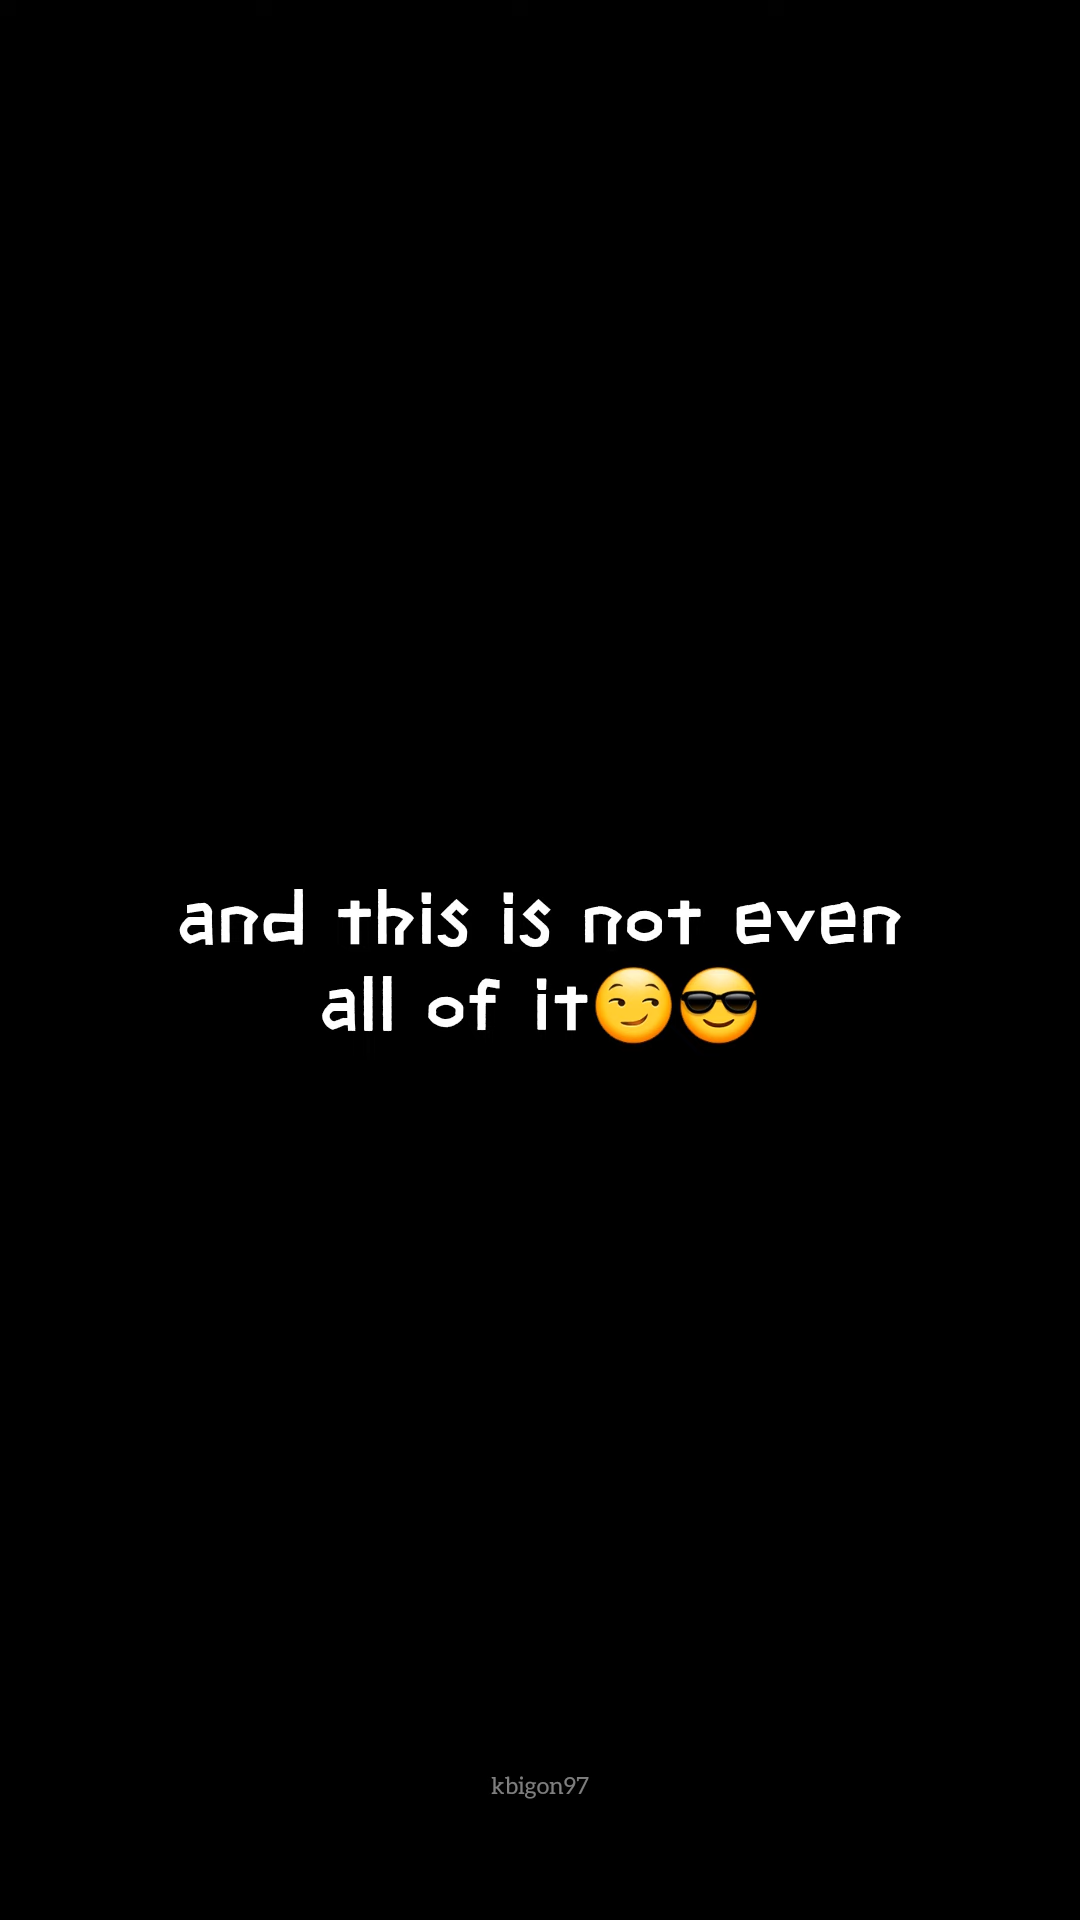 and this is not even
all of it😏😎
kbigon97